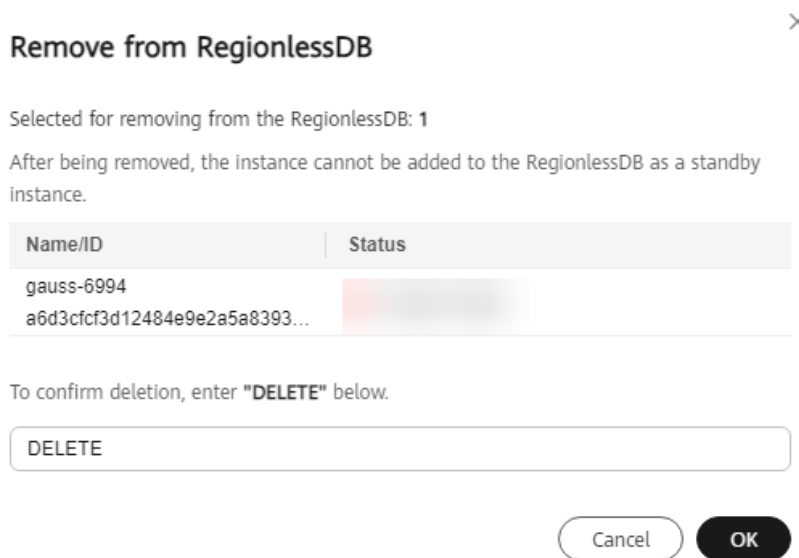 Remove from RegionlessDB
Selected for removing from the RegionlessDB: 1
After being removed, the instance cannot be added to the RegionlessDB as a standby
instance.
Name/ID Status
gauss-6994
a6d3cfcf3d12484e9e2a5a8393...
To confirm deletion, enter "DELETE" below.
DELETE
Cancel OK